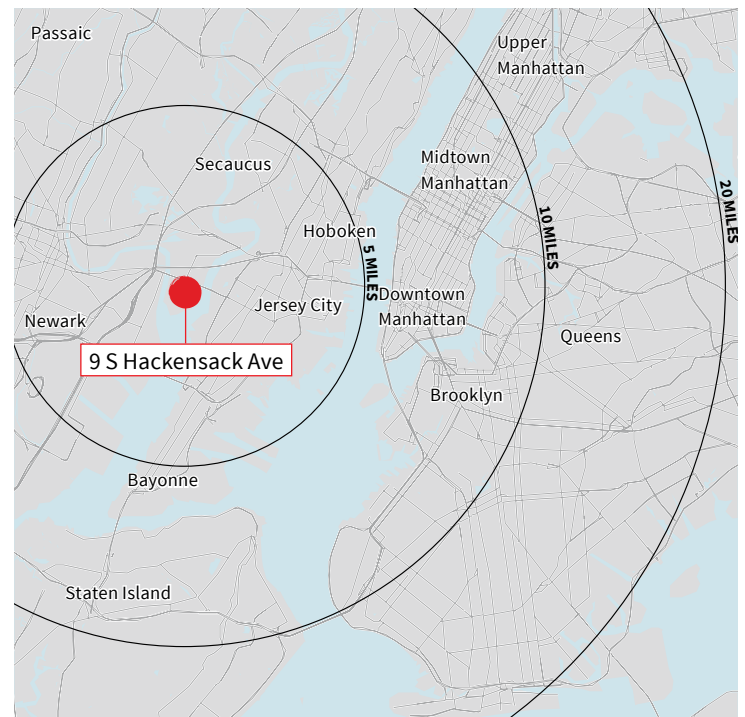 Passaic
Upper
Manhattan
Secaucus
Midtown
Manhattan
Hoboken
5 MILES
10 MILES
20 MILES
Newark
Jersey City
Downtown
Manhattan
Queens
9 S Hackensack Ave
Brooklyn
Bayonne
Staten Island